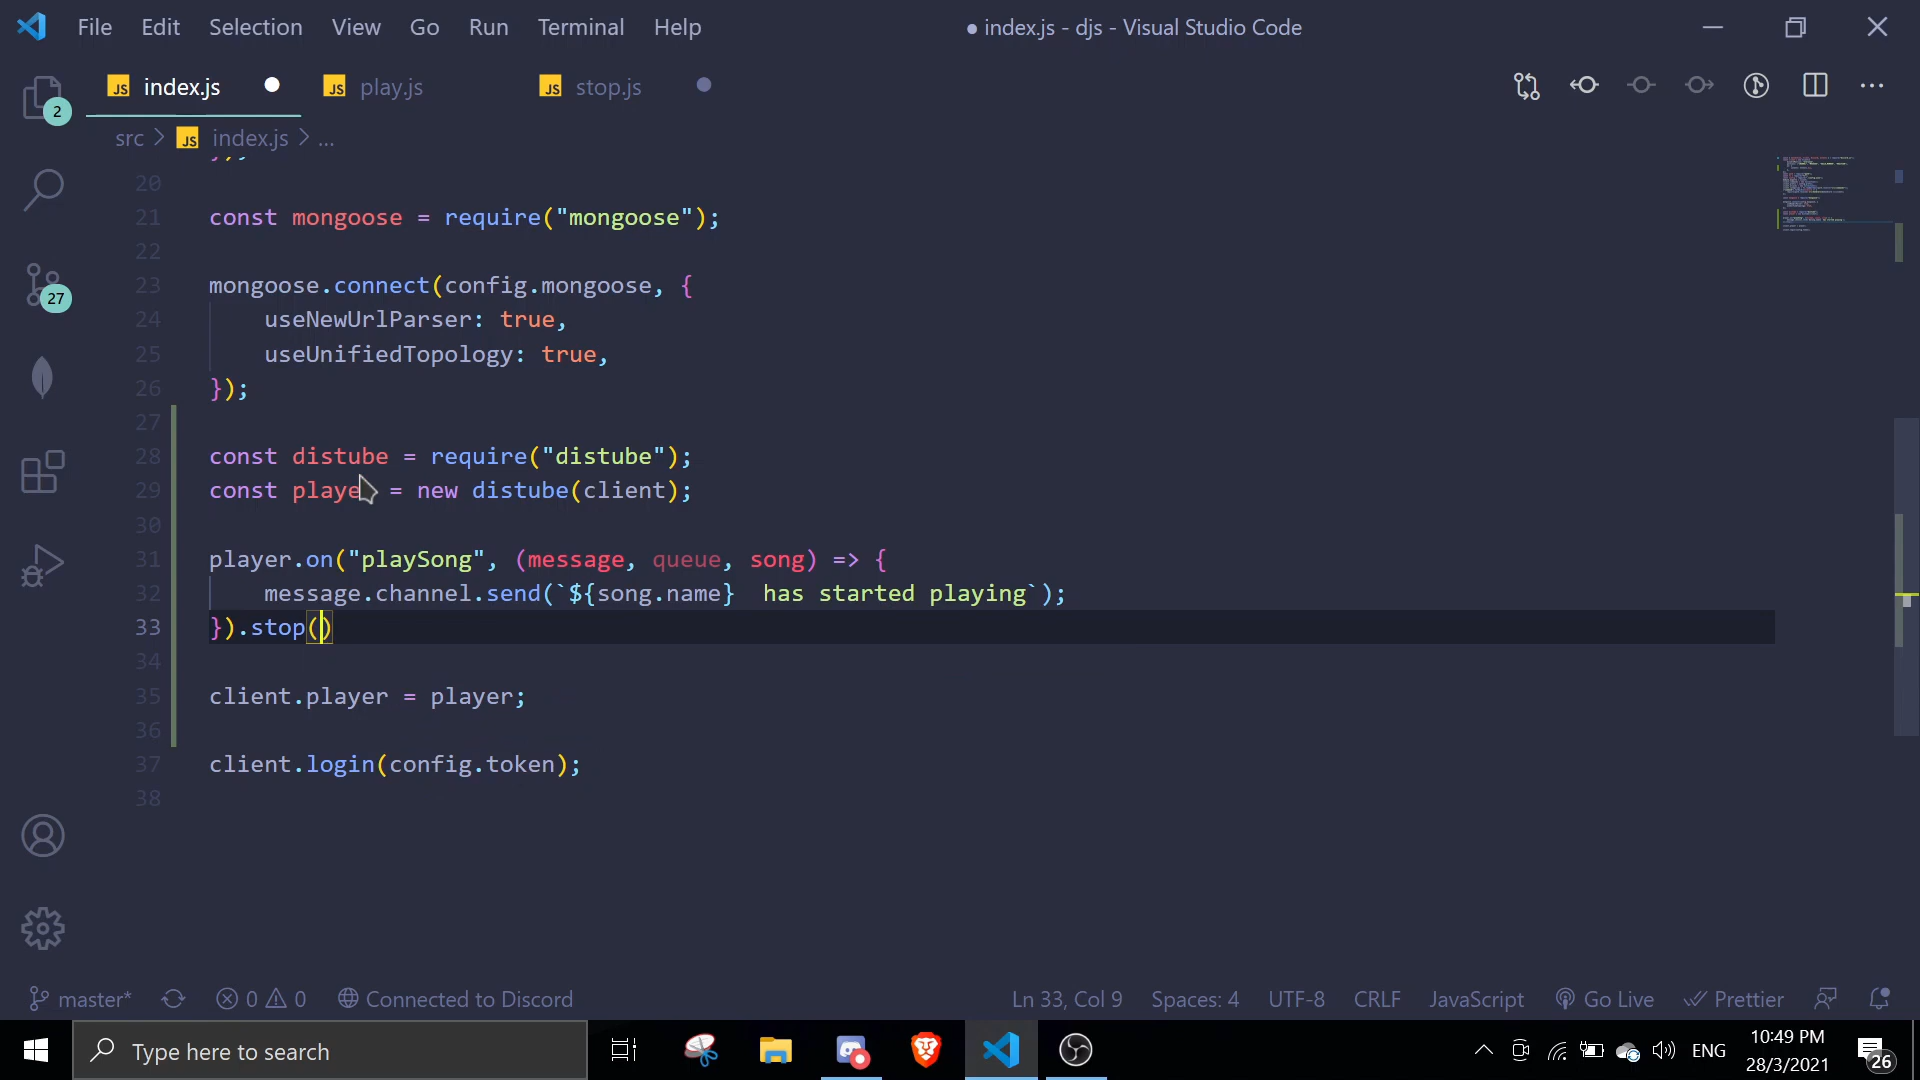 File Edit Selection View Go Run Terminal Help
● index.js - djs - Visual Studio Code
JS index.js
JS play.js
JS stop.js
2
src > JS index.js > ...
});
20
21 const mongoose = require("mongoose");
22
23 mongoose.connect(config.mongoose, {
24 useNewUrlParser: true,
25 useUnifiedTopology: true,
26 });
27
28 const distube = require("distube");
29 const player = new distube(client);
30
31 player.on("playSong", (message, queue, song) => {
32 message.channel.send(`${song.name}  has started playing`);
33 }).stop()
34
35 client.player = player;
36
37 client.login(config.token);
38
27
master*
0
0
Connected to Discord
Ln 33, Col 9
Spaces: 4
UTF-8
CRLF
JavaScript
Go Live
Prettier
Type here to search
ENG
10:49 PM
28/3/2021
26